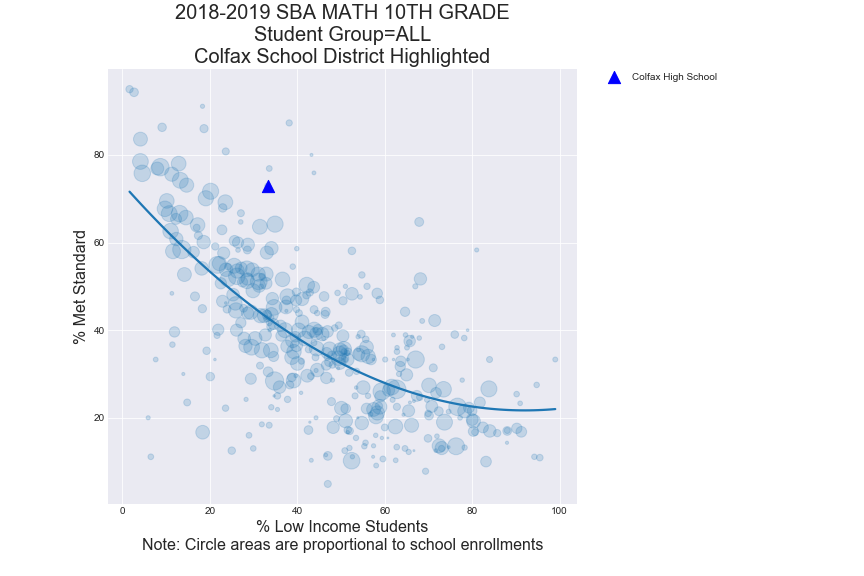 2018-2019 SBA MATH 10TH GRADE
Student Group=ALL
Colfax School District Highlighted
Colfax High School
% Met Standard
80
60
40
20
0 20 40 60 80 100
% Low Income Students
Note: Circle areas are proportional to school enrollments